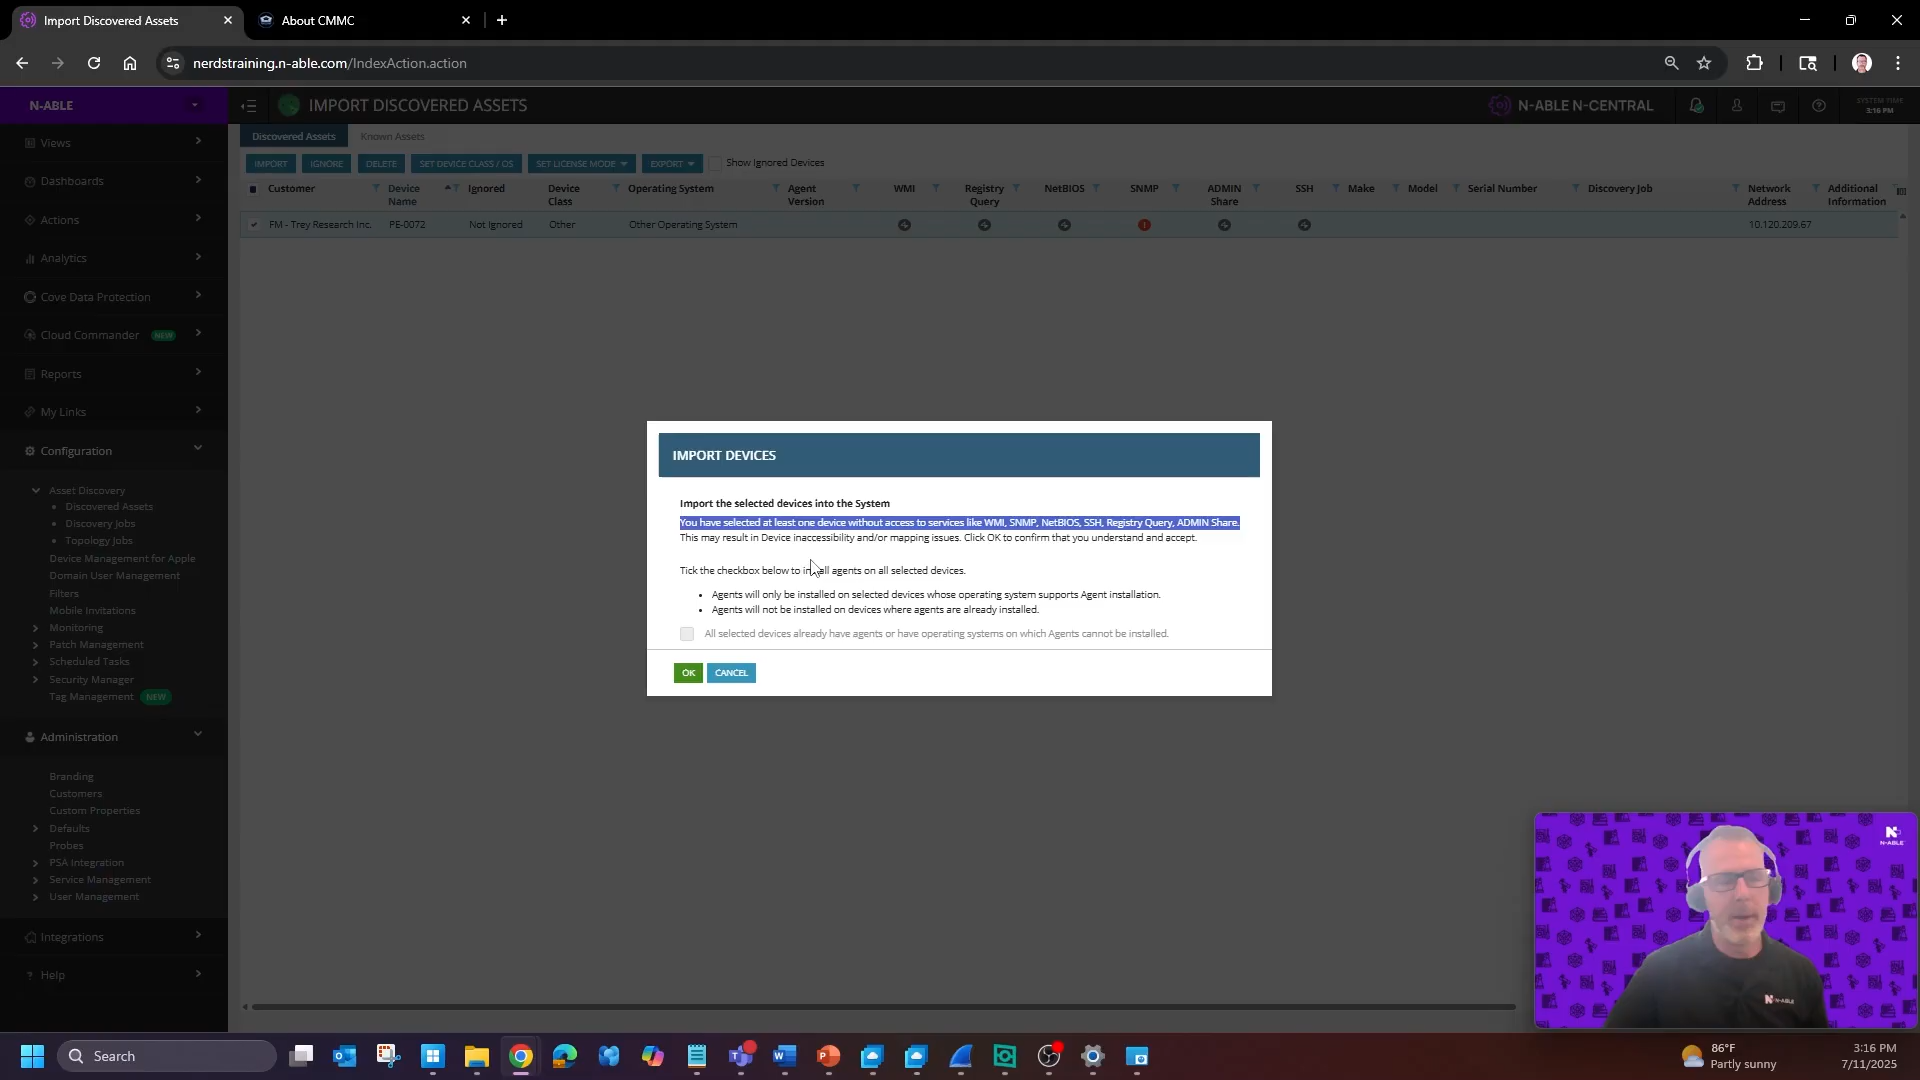 Import Discovered Assets
About CMMC
nerdstraining.n-able.com/IndexAction.action
N-ABLE
IMPORT DISCOVERED ASSETS
N-ABLE N-CENTRAL
SYSTEM TIME
3:16 PM
Views
Dashboards
Actions
Analytics
Cove Data Protection
Cloud Commander NEW
Reports
My Links
Configuration
Asset Discovery
Discovered Assets
Discovery Jobs
Topology Jobs
Device Management for Apple
Domain User Management
Filters
Mobile Invitations
Monitoring
Patch Management
Scheduled Tasks
Security Manager
Tag Management NEW
Administration
Branding
Customers
Custom Properties
Defaults
Probes
PSA Integration
Service Management
User Management
Integrations
Help
Discovered Assets Known Assets
IMPORT IGNORE DELETE SET DEVICE CLASS / OS SET LICENSE MODE EXPORT Show Ignored Devices
Customer Device Name Ignored Device Class Operating System Agent Version WMI Registry Query NetBIOS SNMP ADMIN Share SSH Make Model Serial Number Discovery Job Network Address Additional Information
FM - Trey Research Inc. PE-0072 Not Ignored Other Other Operating System 10.120.209.67
IMPORT DEVICES
Import the selected devices into the System
You have selected at least one device without access to services like WMI, SNMP, NetBIOS, SSH, Registry Query, ADMIN Share.
This may result in Device inaccessibility and/or mapping issues. Click OK to confirm that you understand and accept.
Tick the checkbox below to install agents on all selected devices.
Agents will only be installed on selected devices whose operating system supports Agent installation.
Agents will not be installed on devices where agents are already installed.
All selected devices already have agents or have operating systems on which Agents cannot be installed.
OK CANCEL
N-ABLE
N-ABLE
Search
86°F
Partly sunny
3:16 PM
7/11/2025